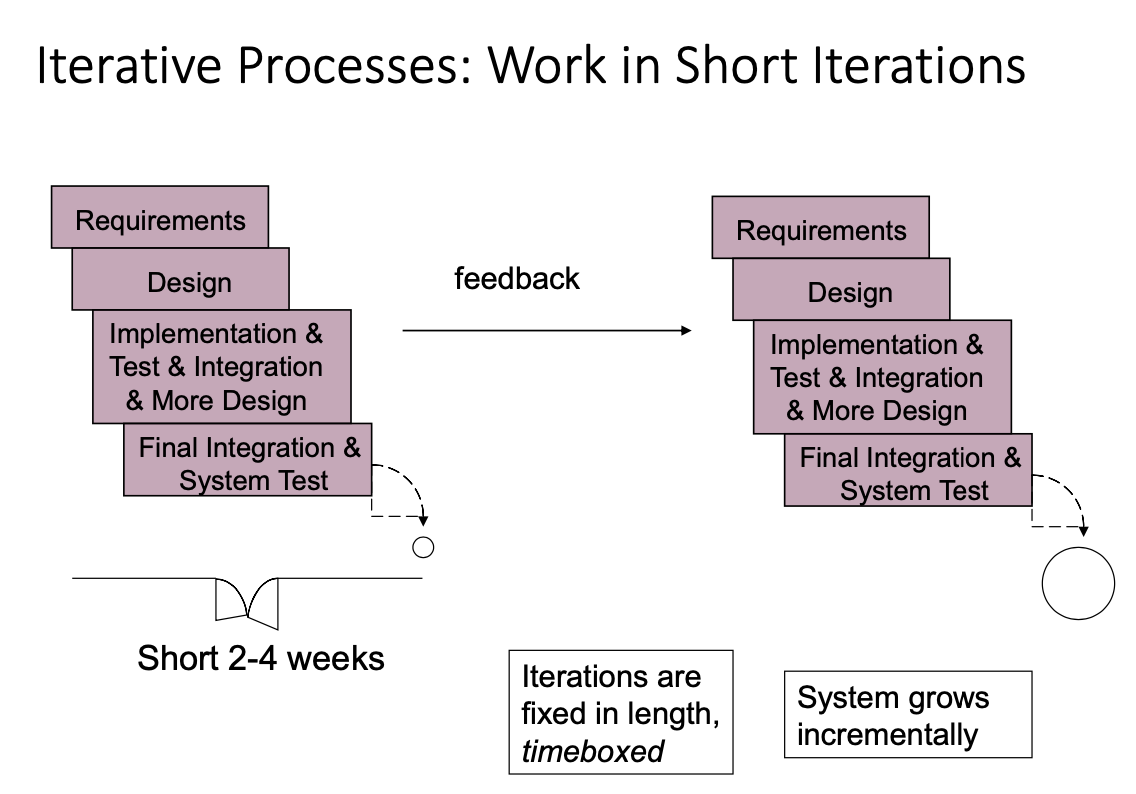 Iterative Processes: Work in Short Iterations
Requirements
Design
Implementation &
Test & Integration
& More Design
Final Integration &
System Test
feedback
Requirements
Design
Implementation &
Test & Integration
& More Design
Final Integration &
System Test
Short 2-4 weeks
Iterations are
fixed in length,
timeboxed
System grows
incrementally